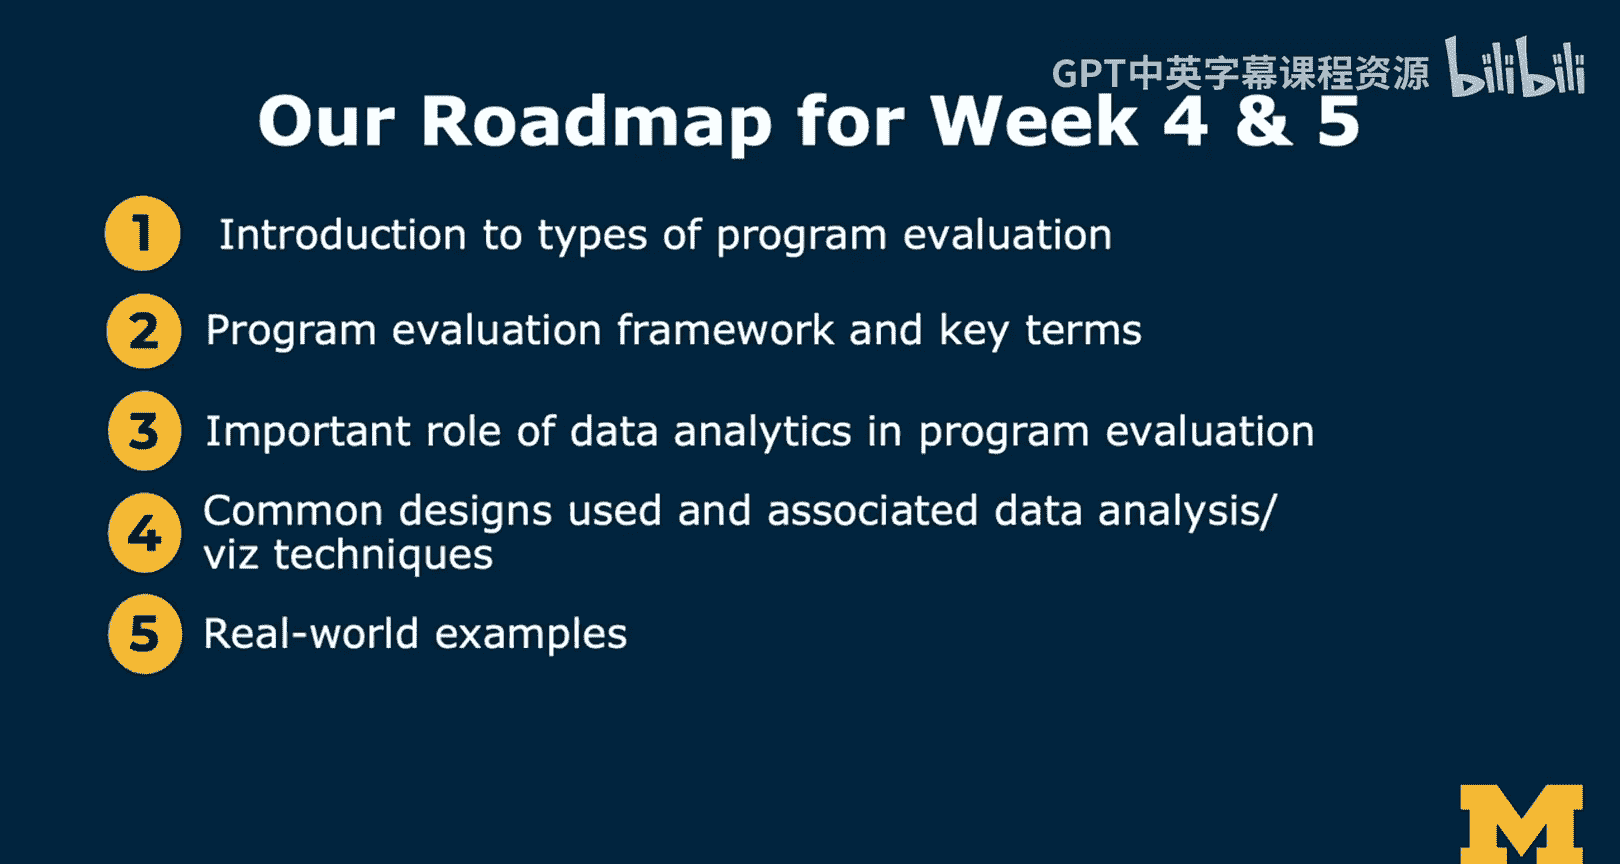 GPT中英字幕课程资源 bilibili
Our Roadmap for Week 4 & 5
1 Introduction to types of program evaluation
2 Program evaluation framework and key terms
3 Important role of data analytics in program evaluation
4 Common designs used and associated data analysis/
viz techniques
5 Real-world examples
M